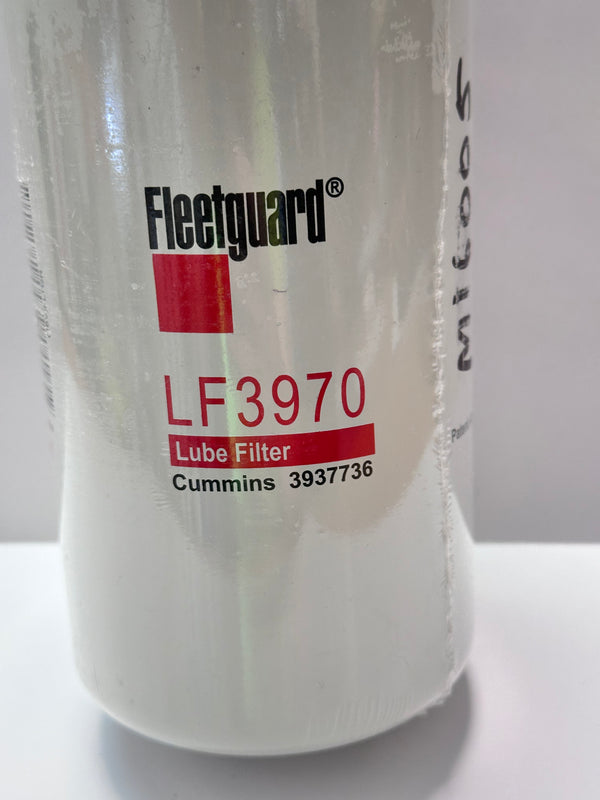 Fleetguard®
LF3970
Lube Filter
Cummins 3937736